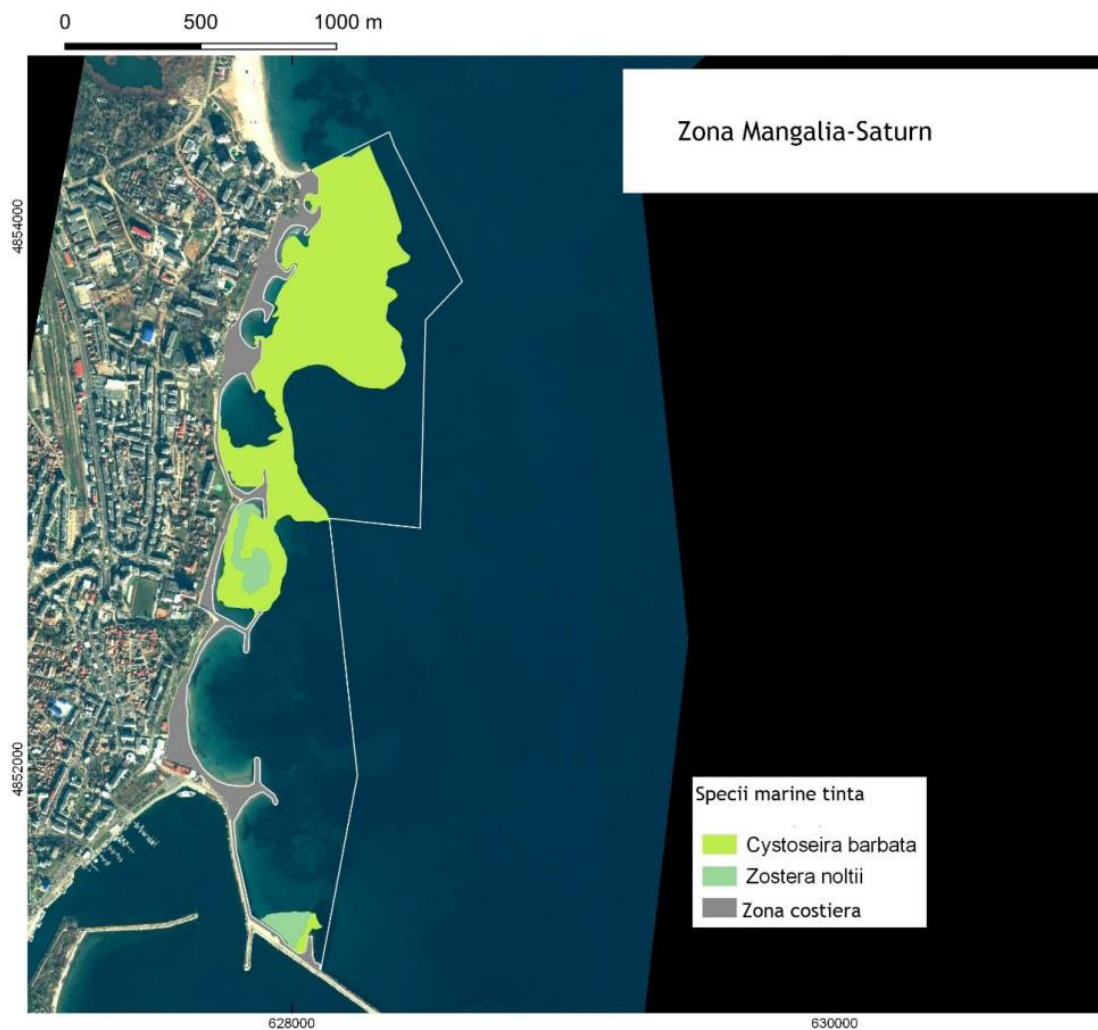 0 500 1000 m
Zona Mangalia-Saturn
4854000
4852000
Specii marine tinta
Cystoseira barbata
Zostera noltii
Zona costiera
628000 630000